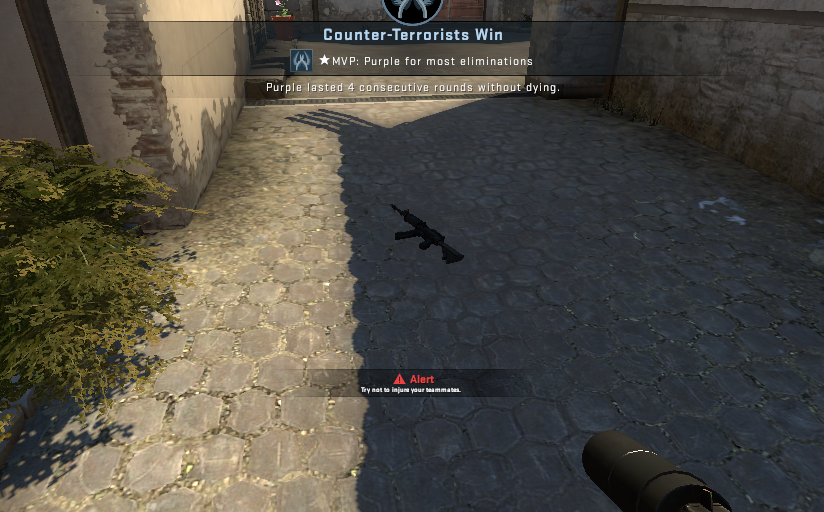 Counter-Terrorists Win
★MVP: Purple for most eliminations
Purple lasted 4 consecutive rounds without dying.
Alert
Try not to injure your teammates.